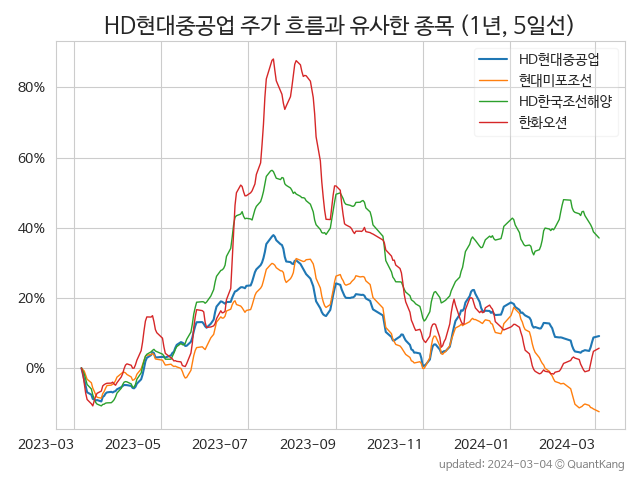 HD현대중공업 주가 흐름과 유사한 종목 (1년, 5일선)
HD현대중공업
현대미포조선
HD한국조선해양
한화오션
80%
60%
40%
20%
0%
2023-03 2023-05 2023-07 2023-09 2023-11 2024-01 2024-03
updated: 2024-03-04 © QuantKang